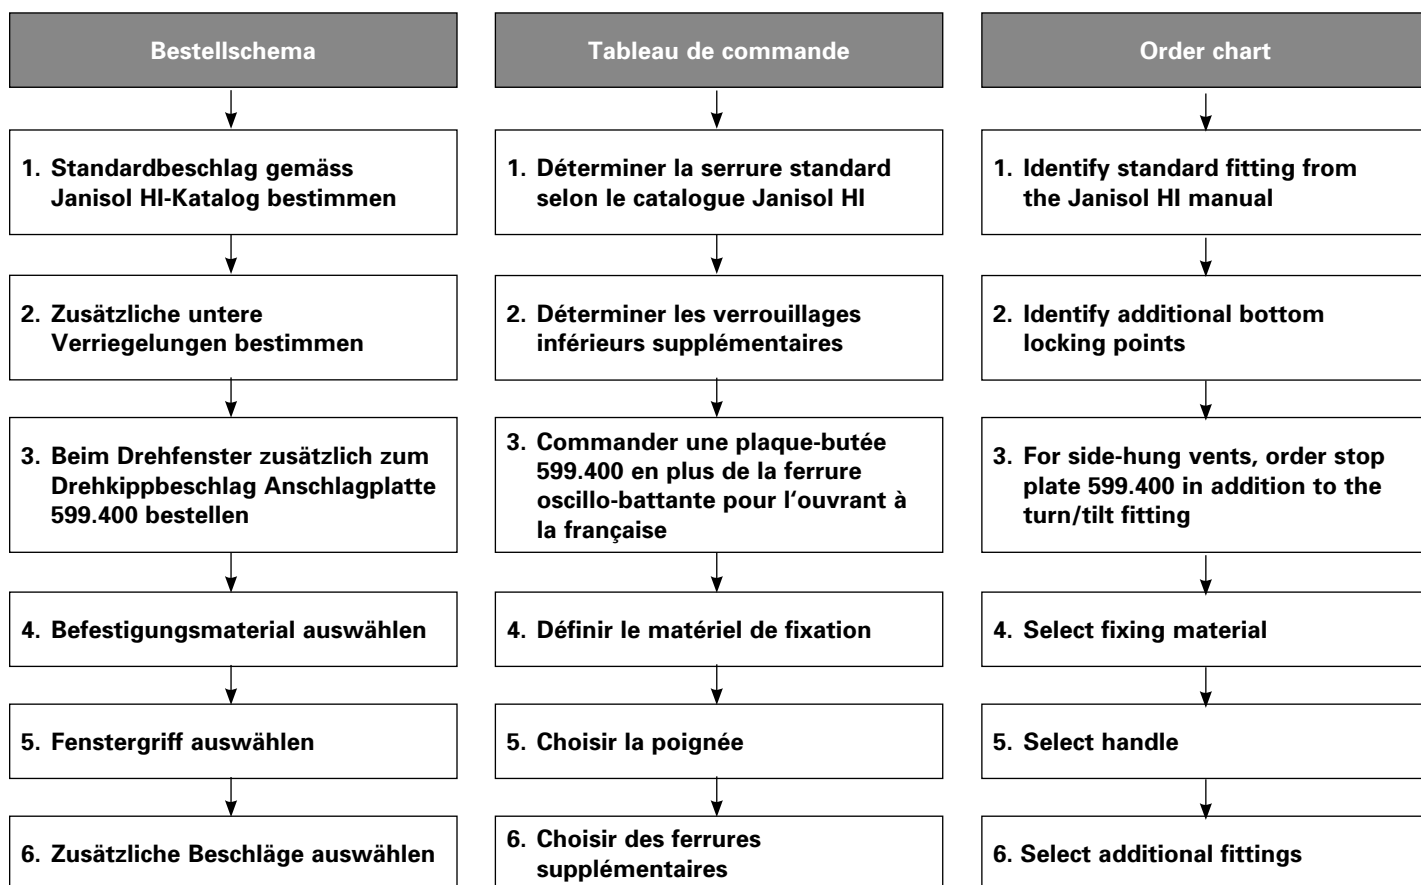 Bestellschema
1. Standardbeschlag gemäss
Janisol HI-Katalog bestimmen
2. Zusätzliche untere
Verriegelungen bestimmen
3. Beim Drehfenster zusätzlich zum
Drehkippbeschlag Anschlagplatte
599.400 bestellen
4. Befestigungsmaterial auswählen
5. Fenstergriff auswählen
6. Zusätzliche Beschläge auswählen
Tableau de commande
1. Déterminer la serrure standard
selon le catalogue Janisol HI
2. Déterminer les verrouillages
inférieurs supplémentaires
3. Commander une plaque-butée
599.400 en plus de la ferrure
oscillo-battante pour l‘ouvrant à
la française
4. Définir le matériel de fixation
5. Choisir la poignée
6. Choisir des ferrures
supplémentaires
Order chart
1. Identify standard fitting from
the Janisol HI manual
2. Identify additional bottom
locking points
3. For side-hung vents, order stop
plate 599.400 in addition to the
turn/tilt fitting
4. Select fixing material
5. Select handle
6. Select additional fittings